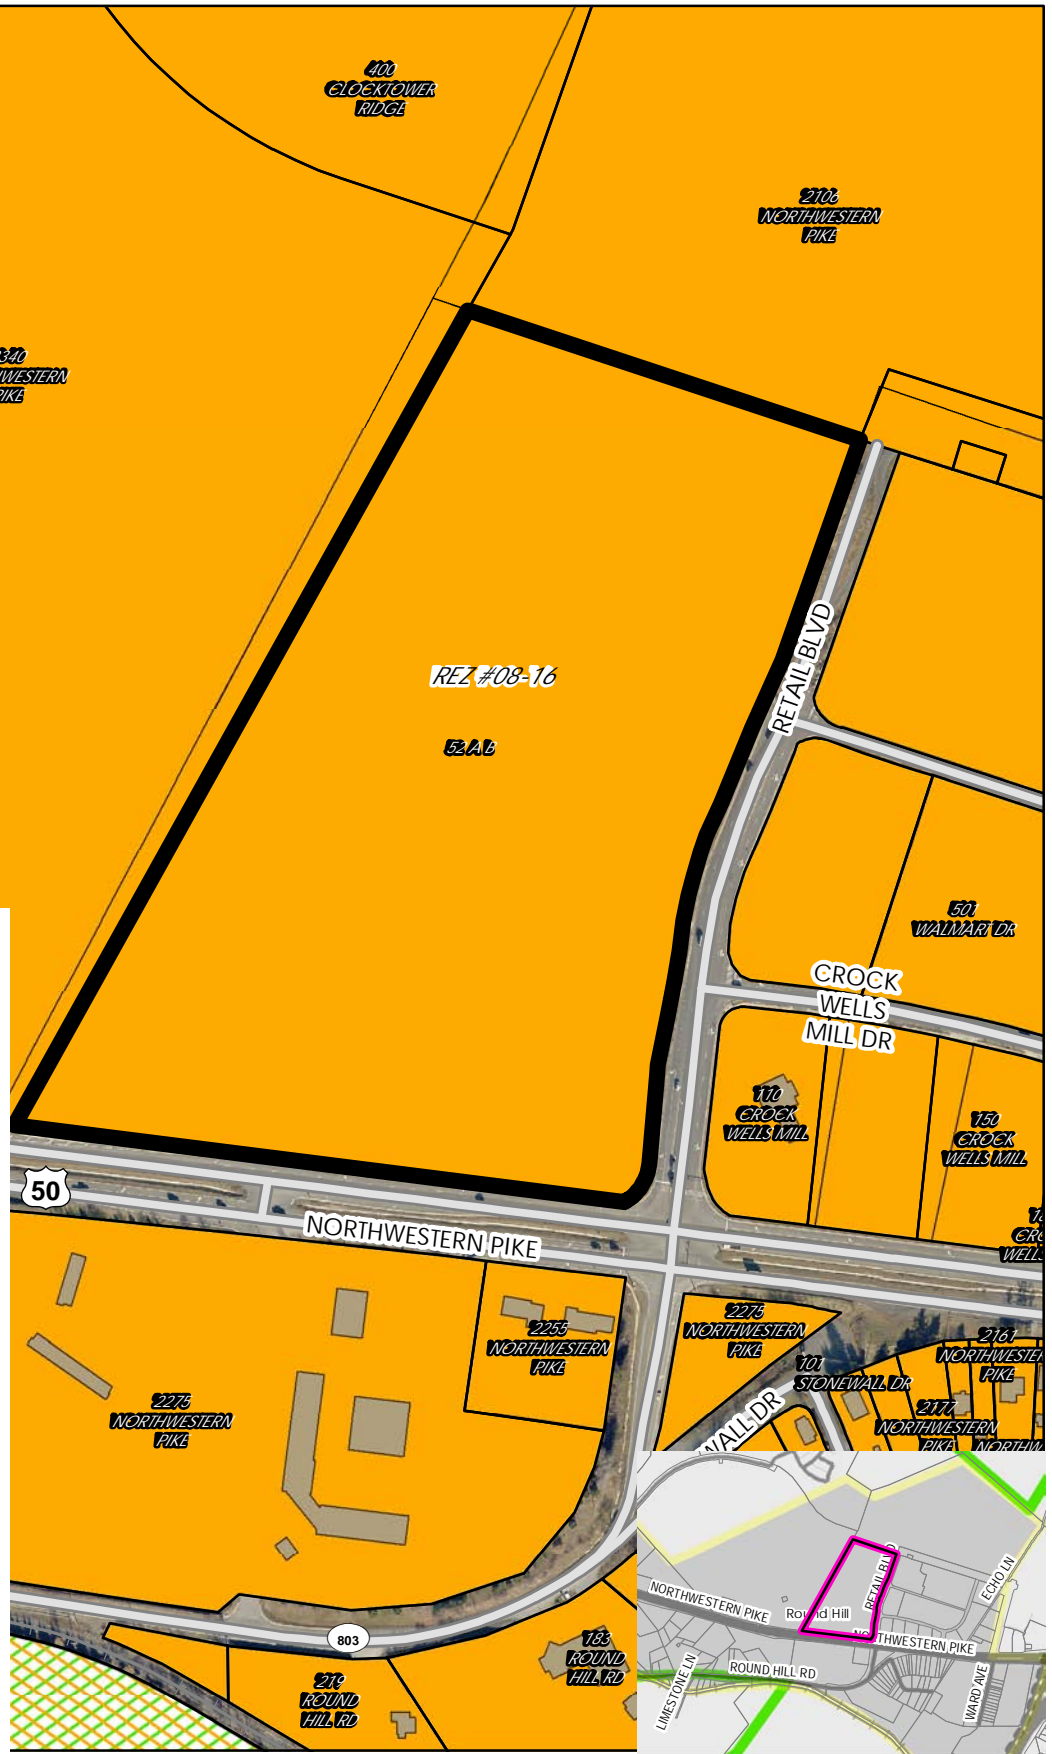 400
CLOCKTOWER
RIDGE
2106
NORTHWESTERN
PIKE
340
WESTERN
PIKE
RETAIL BLVD
REZ #08-16
52 A B
501
WALMART DR
CROCK
WELLS
MILL DR
110
CROCK
WELLS MILL
150
CROCK
WELLS MILL
50
NORTHWESTERN PIKE
2255
NORTHWESTERN
PIKE
2275
NORTHWESTERN
PIKE
101
STONEWALL DR
2161
NORTHWESTER
PIKE
2275
NORTHWESTERN
PIKE
2177
NORTHWESTERN
PIKE
NORTHW
WALL DR
803
183
ROUND
HILL RD
219
ROUND
HILL RD
NORTHWESTERN PIKE
Round Hill
RETAIL BLVD
ECHO LN
NORTHWESTERN PIKE
ROUND HILL RD
LIMESTONE LN
WARD AVE